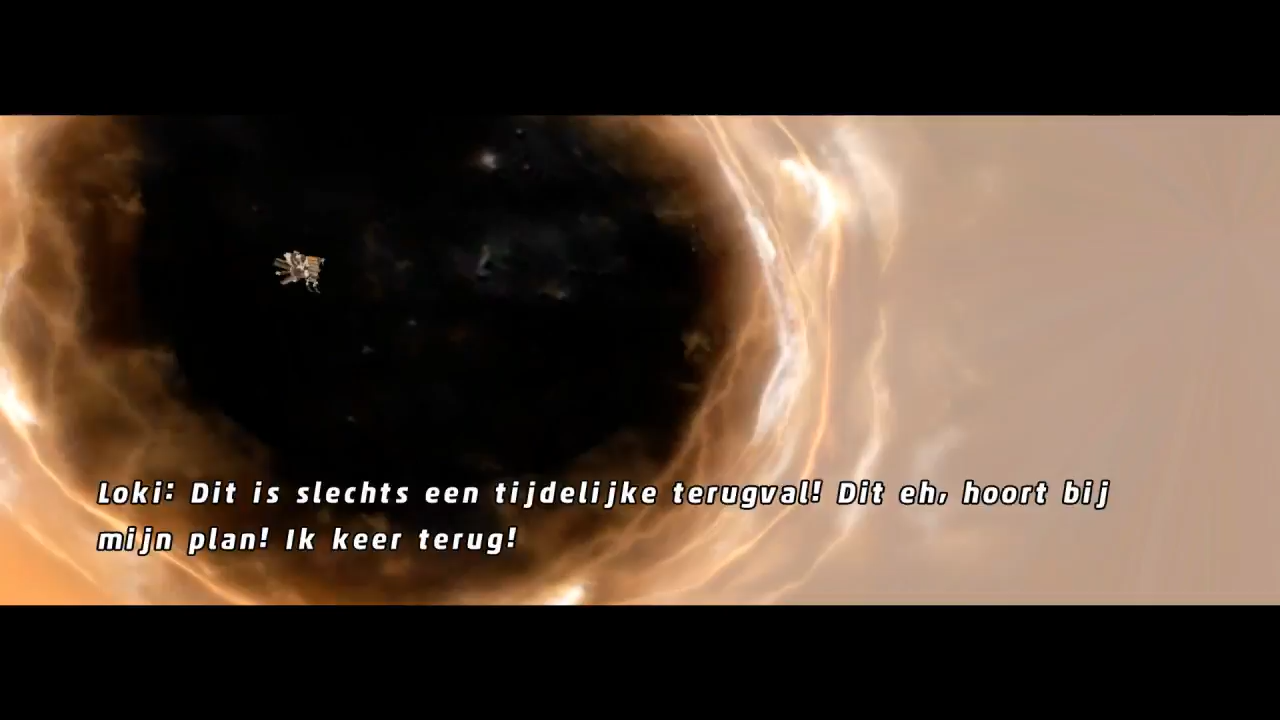 Loki: Dit is slechts een tijdelijke terugval! Dit eh, hoort bij
mijn plan! Ik keer terug!